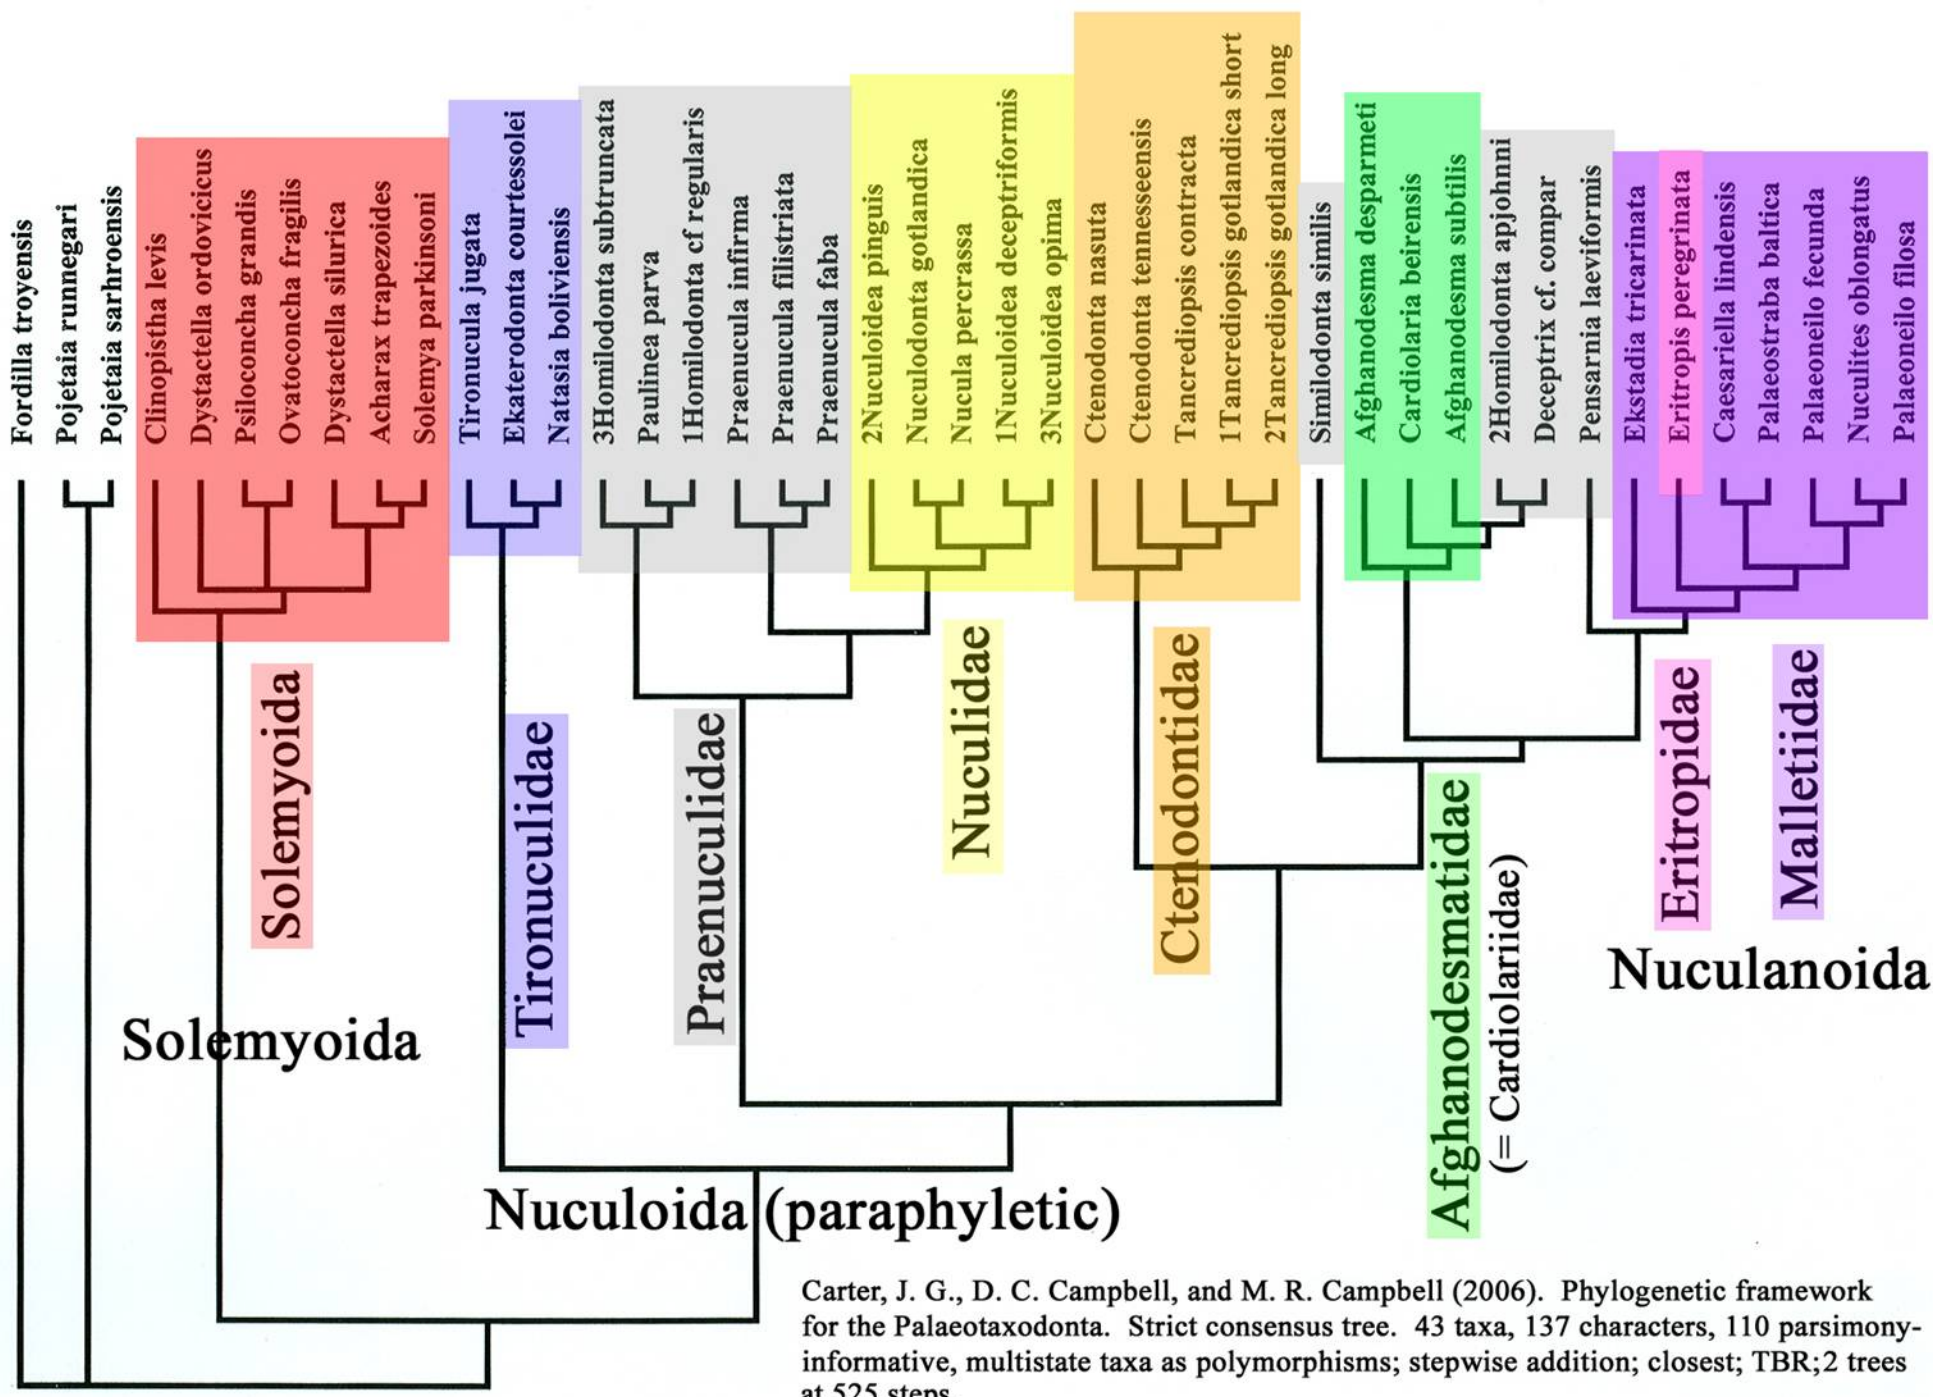 Fordilla troyensis
Pojetaia runnegari
Pojetaia sarhroensis
Clinopistha levis
Dystactella ordovicicus
Psiloconcha grandis
Ovatoconcha fragilis
Dystactella silurica
Acharax trapezoides
Solemya parkinsoni
Tironucula jugata
Ekaterodonta courtessolei
Natasia boliviensis
3Homilodonta subtruncata
Paulinea parva
1Homilodonta cf regularis
Praenucula infirma
Praenucula filistriata
Praenucula faba
2Nuculoidea pinguis
Nuculodonta gotlandica
Nucula percrassa
1Nuculoidea deceptriformis
3Nuculoidea opima
Ctenodonta nasuta
Ctenodonta tennesseensis
Tancrediopsis contracta
1Tancrediopsis gotlandica short
2Tancrediopsis gotlandica long
Similodonta similis
Afghanodesma desparmeti
Cardiolaria beirensis
Afghanodesma subtilis
2Homilodonta apjohni
Deceptrix cf. compar
Pensarnia laeviformis
Ekstadia tricarinata
Eritropis peregrinata
Caesariella lindensis
Palaeostraba baltica
Palaeoneilo fecunda
Nuculites oblongatus
Palaeoneilo filosa
Solemyoida
Tironuculidae
Praenuculidae
Nuculidae
Ctenodontidae
Afghanodesmatidae
(= Cardiolariidae)
Eritropidae
Malletiidae
Nuculanoida
Solemyoida
Nuculoida (paraphyletic)
Carter, J. G., D. C. Campbell, and M. R. Campbell (2006). Phylogenetic framework
for the Palaeotaxodonta. Strict consensus tree. 43 taxa, 137 characters, 110 parsimony-
informative, multistate taxa as polymorphisms; stepwise addition; closest; TBR;2 trees
at 525 steps.